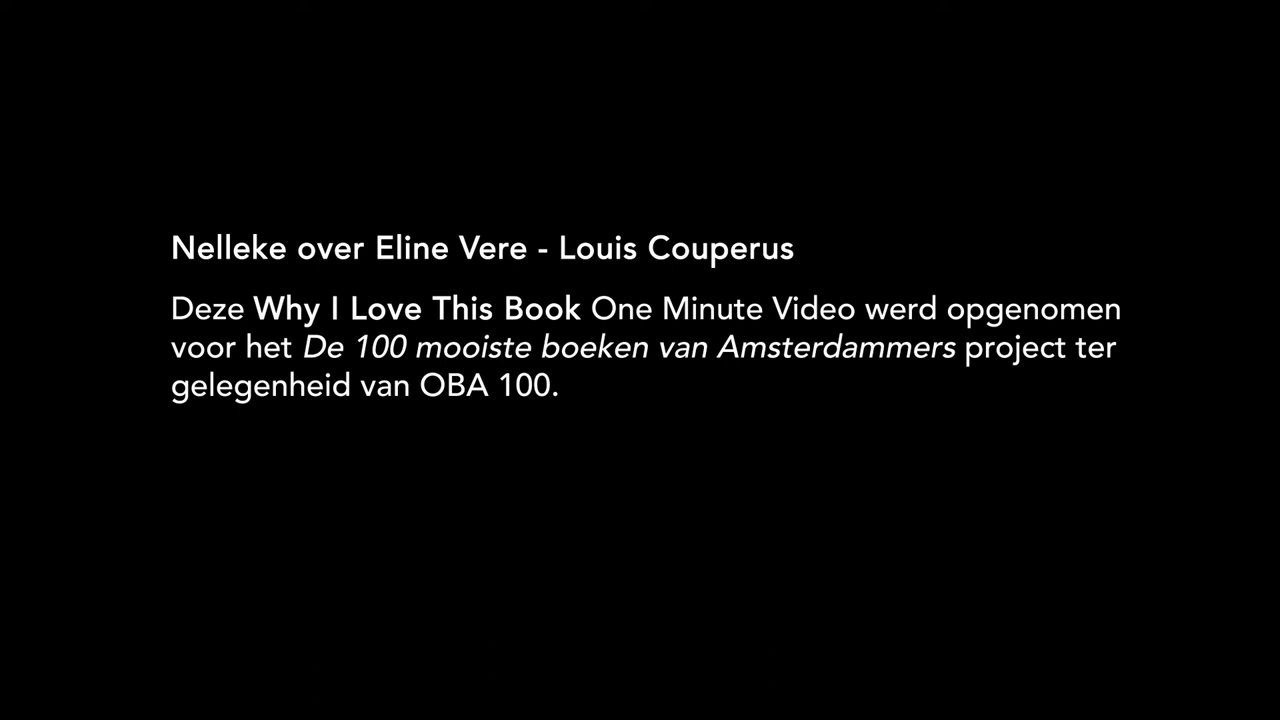 Nelleke over Eline Vere - Louis Couperus
Deze Why I Love This Book One Minute Video werd opgenomen
voor het De 100 mooiste boeken van Amsterdammers project ter
gelegenheid van OBA 100.